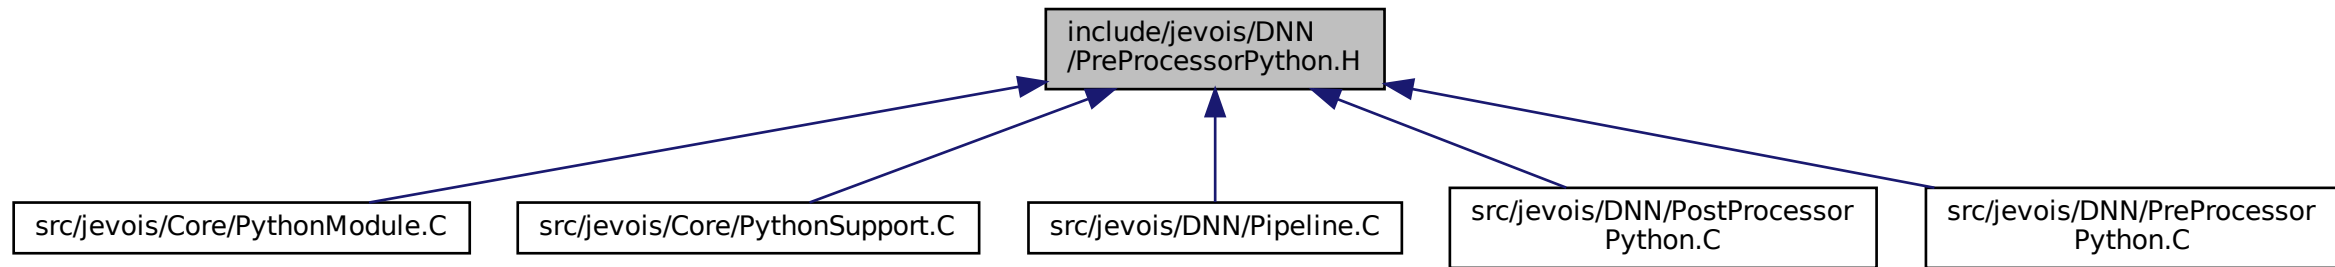 include/jevois/DNN
/PreProcessorPython.H
src/jevois/Core/PythonModule.C
src/jevois/Core/PythonSupport.C
src/jevois/DNN/Pipeline.C
src/jevois/DNN/PostProcessor
Python.C
src/jevois/DNN/PreProcessor
Python.C